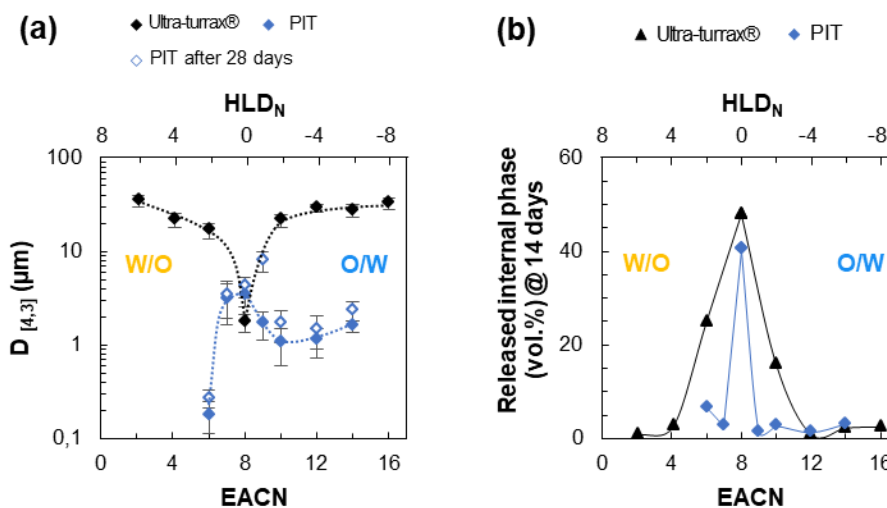 (a)
Ultra-turrax® PIT
PIT after 28 days
HLDN
8 4 0 -4 -8
100
10
1
0,1
D [4,3] (µm)
W/O O/W
0 4 8 12 16
EACN
(b)
Ultra-turrax® PIT
HLDN
8 4 0 -4 -8
60
40
20
0
Released internal phase
(vol.%) @ 14 days
W/O O/W
0 4 8 12 16
EACN